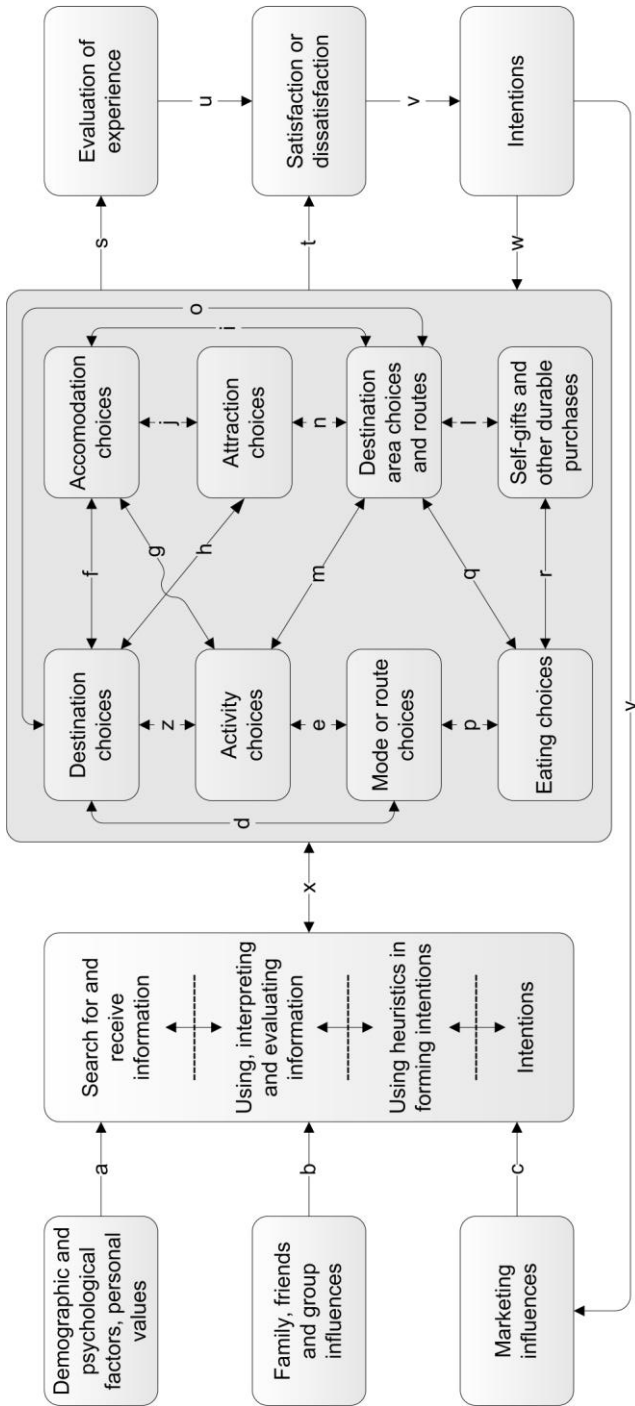 Demographic and
psychological
factors, personal
values
a
Family, friends
and group
influences
b
Marketing
influences
c
Search for and
receive
information
Using, interpreting
and evaluating
information
Using heuristics in
forming intentions
Intentions
x
Destination
choices
z
Activity
choices
e
Mode or route
choices
p
Eating choices
d
f
g
h
m
q
r
Accomodation
choices
j
Attraction
choices
n
Destination
area choices
and routes
l
Self-gifts and
other durable
purchases
i
o
s
t
w
Evaluation of
experience
u
Satisfaction or
dissatisfaction
v
Intentions
y